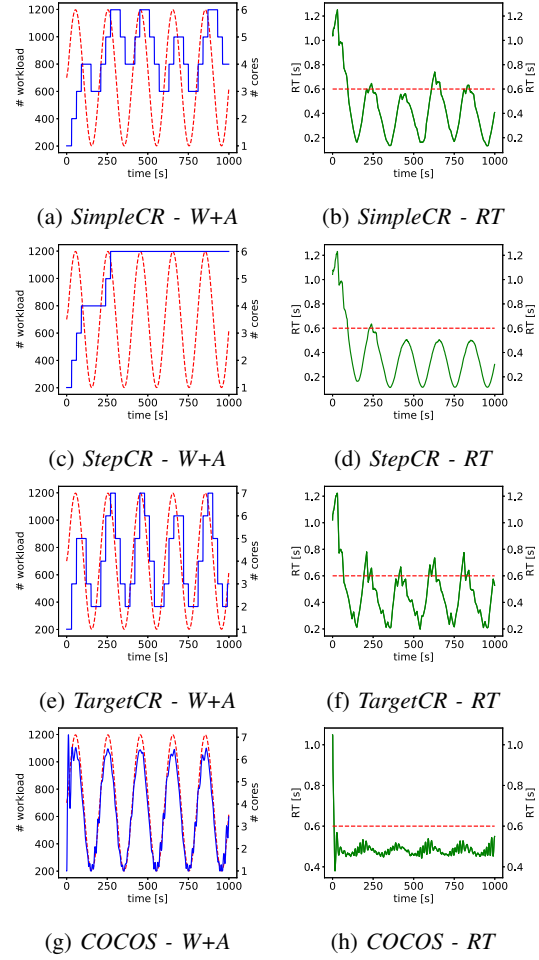 1200
1000
800
600
400
200
# workload
6
5
4
3
2
1
# cores
0 250 500 750 1000
time [s]
1.2
1.0
0.8
0.6
0.4
0.2
RT [s]
1.2
1.0
0.8
0.6
0.4
0.2
RT [s]
0 250 500 750 1000
time [s]
(a) SimpleCR - W+A
(b) SimpleCR - RT
1200
1000
800
600
400
200
# workload
6
5
4
3
2
1
# cores
0 250 500 750 1000
time [s]
1.2
1.0
0.8
0.6
0.4
0.2
RT [s]
1.2
1.0
0.8
0.6
0.4
0.2
RT [s]
0 250 500 750 1000
time [s]
(c) StepCR - W+A
(d) StepCR - RT
1200
1000
800
600
400
200
# workload
7
6
5
4
3
2
1
# cores
0 250 500 750 1000
time [s]
1.2
1.0
0.8
0.6
0.4
0.2
RT [s]
1.2
1.0
0.8
0.6
0.4
0.2
RT [s]
0 250 500 750 1000
time [s]
(e) TargetCR - W+A
(f) TargetCR - RT
1200
1000
800
600
400
200
# workload
7
6
5
4
3
2
1
# cores
0 250 500 750 1000
time [s]
1.0
0.8
0.6
0.4
RT [s]
1.0
0.8
0.6
0.4
RT [s]
0 250 500 750 1000
time [s]
(g) COCOS - W+A
(h) COCOS - RT